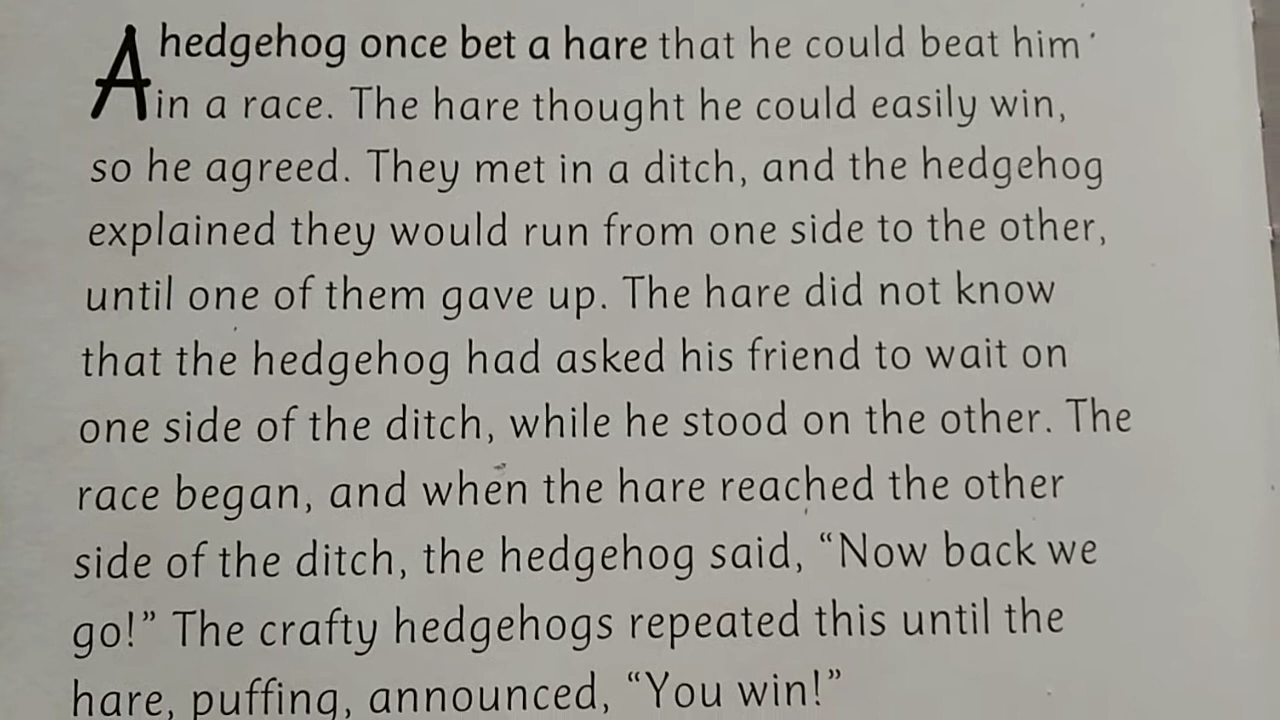 A hedgehog once bet a hare that he could beat him
in a race. The hare thought he could easily win,
so he agreed. They met in a ditch, and the hedgehog
explained they would run from one side to the other,
until one of them gave up. The hare did not know
that the hedgehog had asked his friend to wait on
one side of the ditch, while he stood on the other. The
race began, and when the hare reached the other
side of the ditch, the hedgehog said, “Now back we
go!” The crafty hedgehogs repeated this until the
hare, puffing, announced, “You win!”